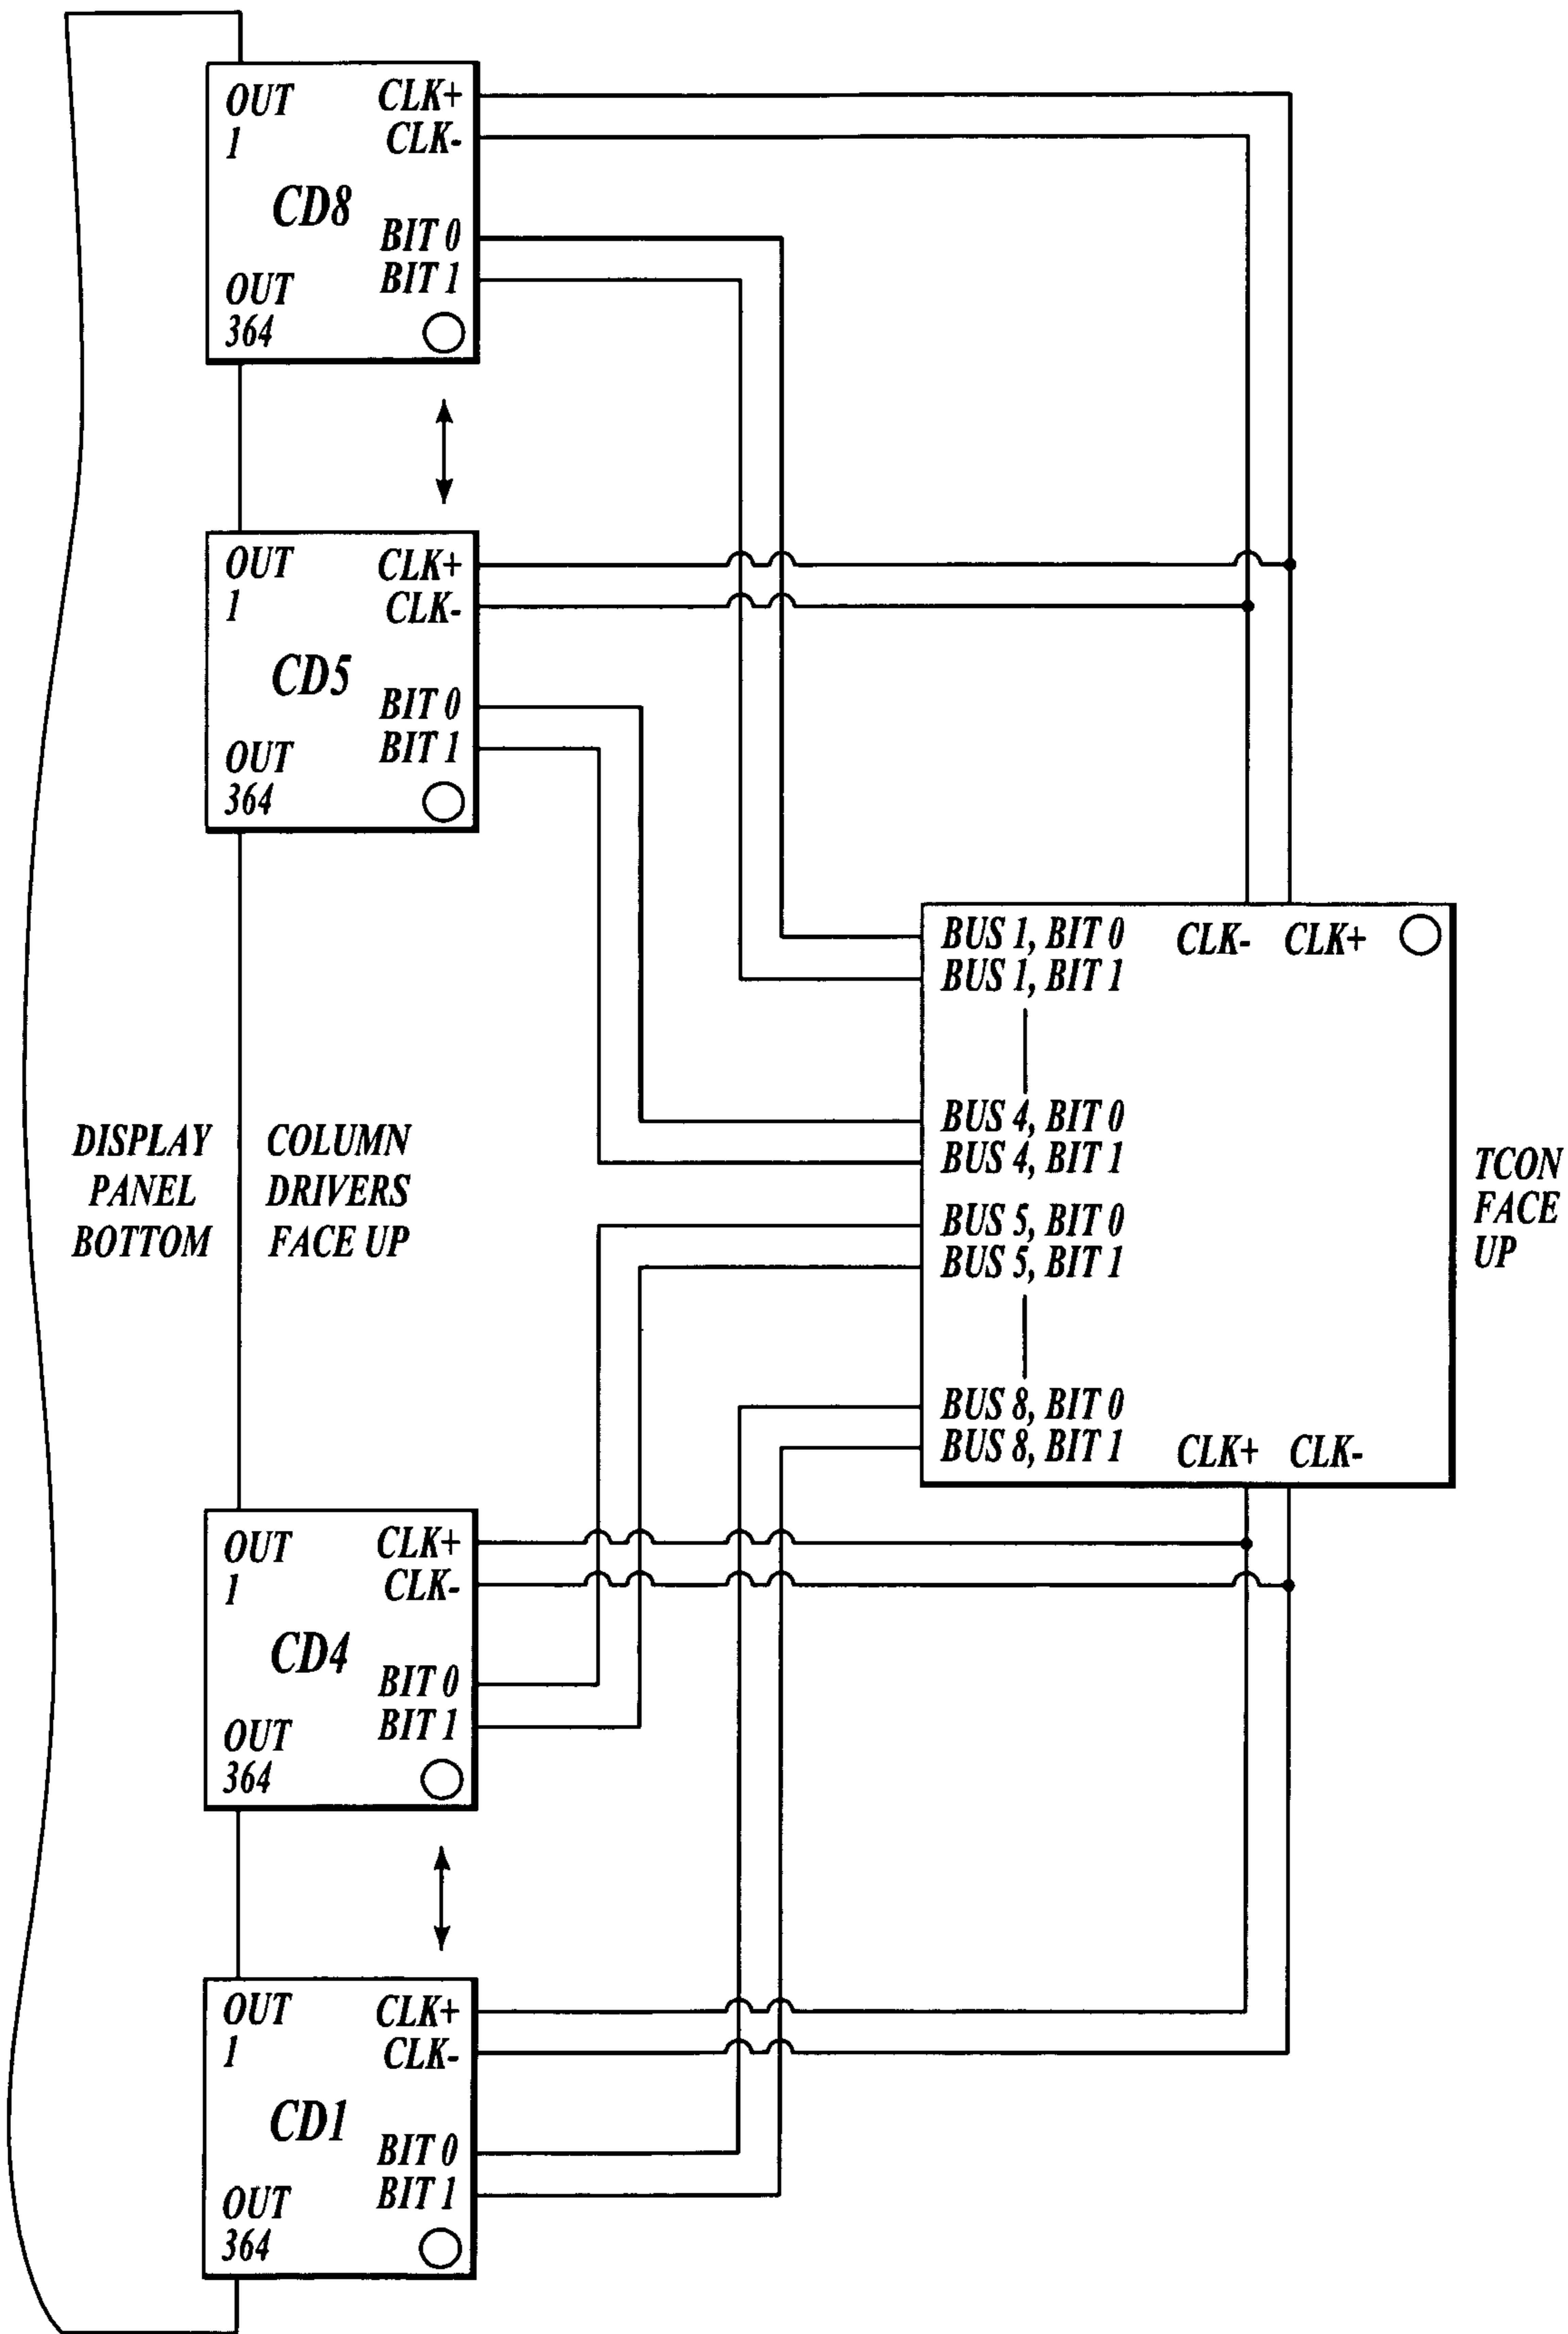 OUT
1
CLK+
CLK-
CD8
BIT 0
BIT 1
OUT
364
OUT
1
CLK+
CLK-
CD5
BIT 0
BIT 1
OUT
364
BUS 1, BIT 0
BUS 1, BIT 1
CLK- CLK+
BUS 4, BIT 0
BUS 4, BIT 1
BUS 5, BIT 0
BUS 5, BIT 1
BUS 8, BIT 0
BUS 8, BIT 1
CLK+ CLK-
DISPLAY
PANEL
BOTTOM
COLUMN
DRIVERS
FACE UP
TCON
FACE
UP
OUT
1
CLK+
CLK-
CD4
BIT 0
BIT 1
OUT
364
OUT
1
CLK+
CLK-
CD1
BIT 0
BIT 1
OUT
364